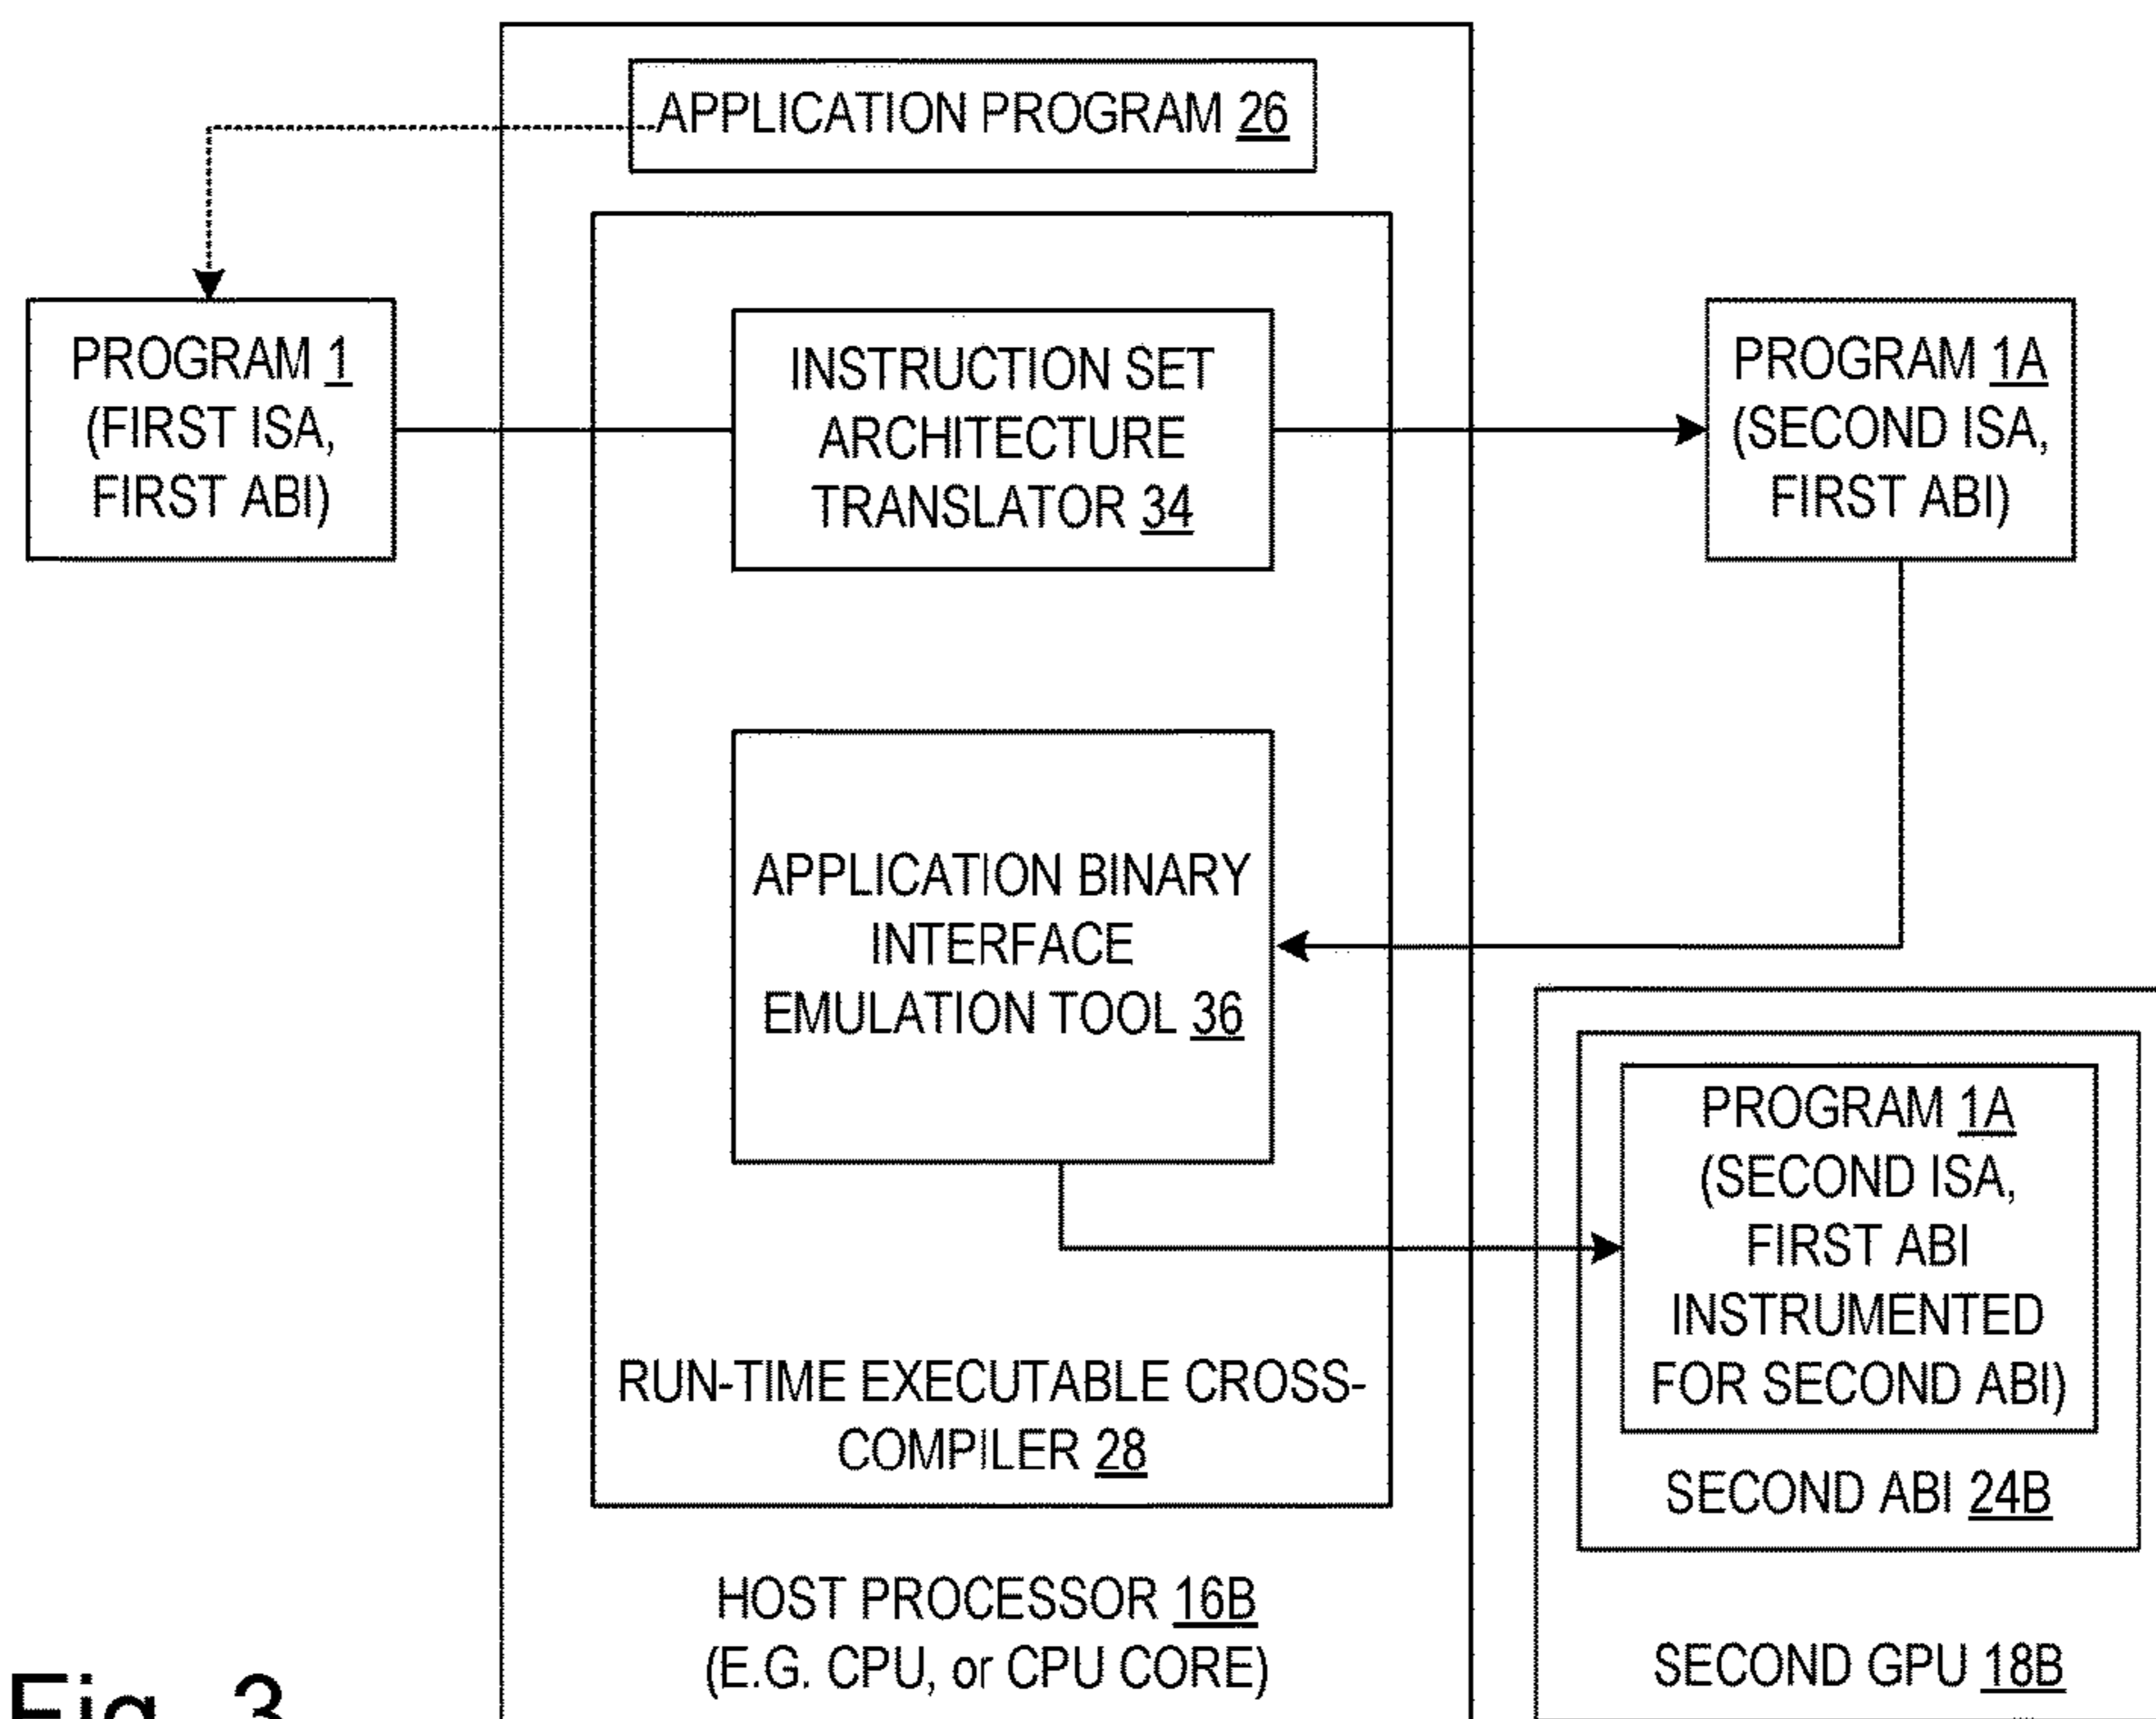 APPLICATION PROGRAM 26
PROGRAM 1
(FIRST ISA,
FIRST ABI)
INSTRUCTION SET
ARCHITECTURE
TRANSLATOR 34
PROGRAM 1A
(SECOND ISA,
FIRST ABI)
APPLICATION BINARY
INTERFACE
EMULATION TOOL 36
PROGRAM 1A
(SECOND ISA,
FIRST ABI
INSTRUMENTED
FOR SECOND ABI)
SECOND ABI 24B
RUN-TIME EXECUTABLE CROSS-
COMPILER 28
HOST PROCESSOR 16B
(E.G. CPU, or CPU CORE)
SECOND GPU 18B
Fig. 3